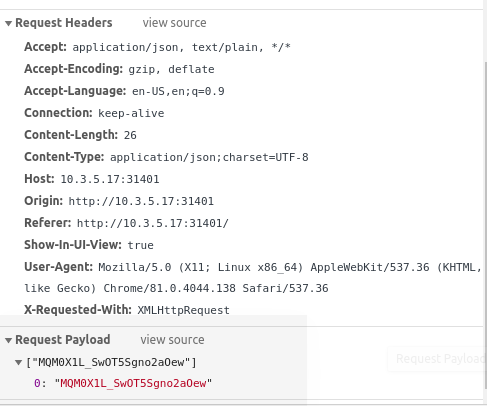 Request Headers view source
Accept: application/json, text/plain, */*
Accept-Encoding: gzip, deflate
Accept-Language: en-US,en;q=0.9
Connection: keep-alive
Content-Length: 26
Content-Type: application/json;charset=UTF-8
Host: 10.3.5.17:31401
Origin: http://10.3.5.17:31401
Referer: http://10.3.5.17:31401/
Show-In-UI-View: true
User-Agent: Mozilla/5.0 (X11; Linux x86_64) AppleWebKit/537.36 (KHTML,
like Gecko) Chrome/81.0.4044.138 Safari/537.36
X-Requested-With: XMLHttpRequest
Request Payload view source
["MQM0X1L_SwOT5Sgno2aOew"]
Request Payload
0: "MQM0X1L_SwOT5Sgno2aOew"